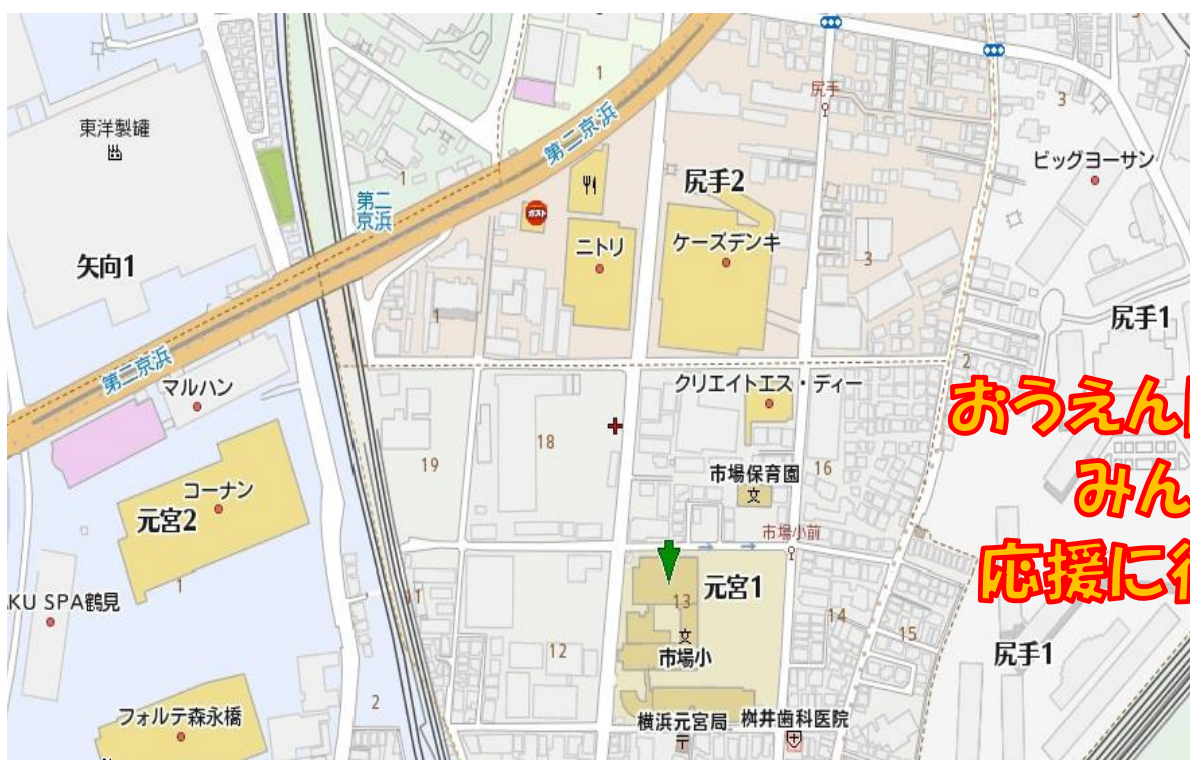 1
3
尻手
東洋製罐
第二京浜
ビッグヨーサン
1
尻手2
第二
京浜
ガスト
ニトリ
ケーズデンキ
矢向1
3
1
尻手1
第二京浜
2
マルハン
クリエイトエス・ディー
おうえん
みん
応援に
18
19
16
市場保育園
文
コーナン
元宮2
市場小前
1
元宮1
KU SPA鶴見
11
13
14
15
文
市場小
12
尻手1
2
フォルテ森永橋
横浜元宮局
桝井歯科医院